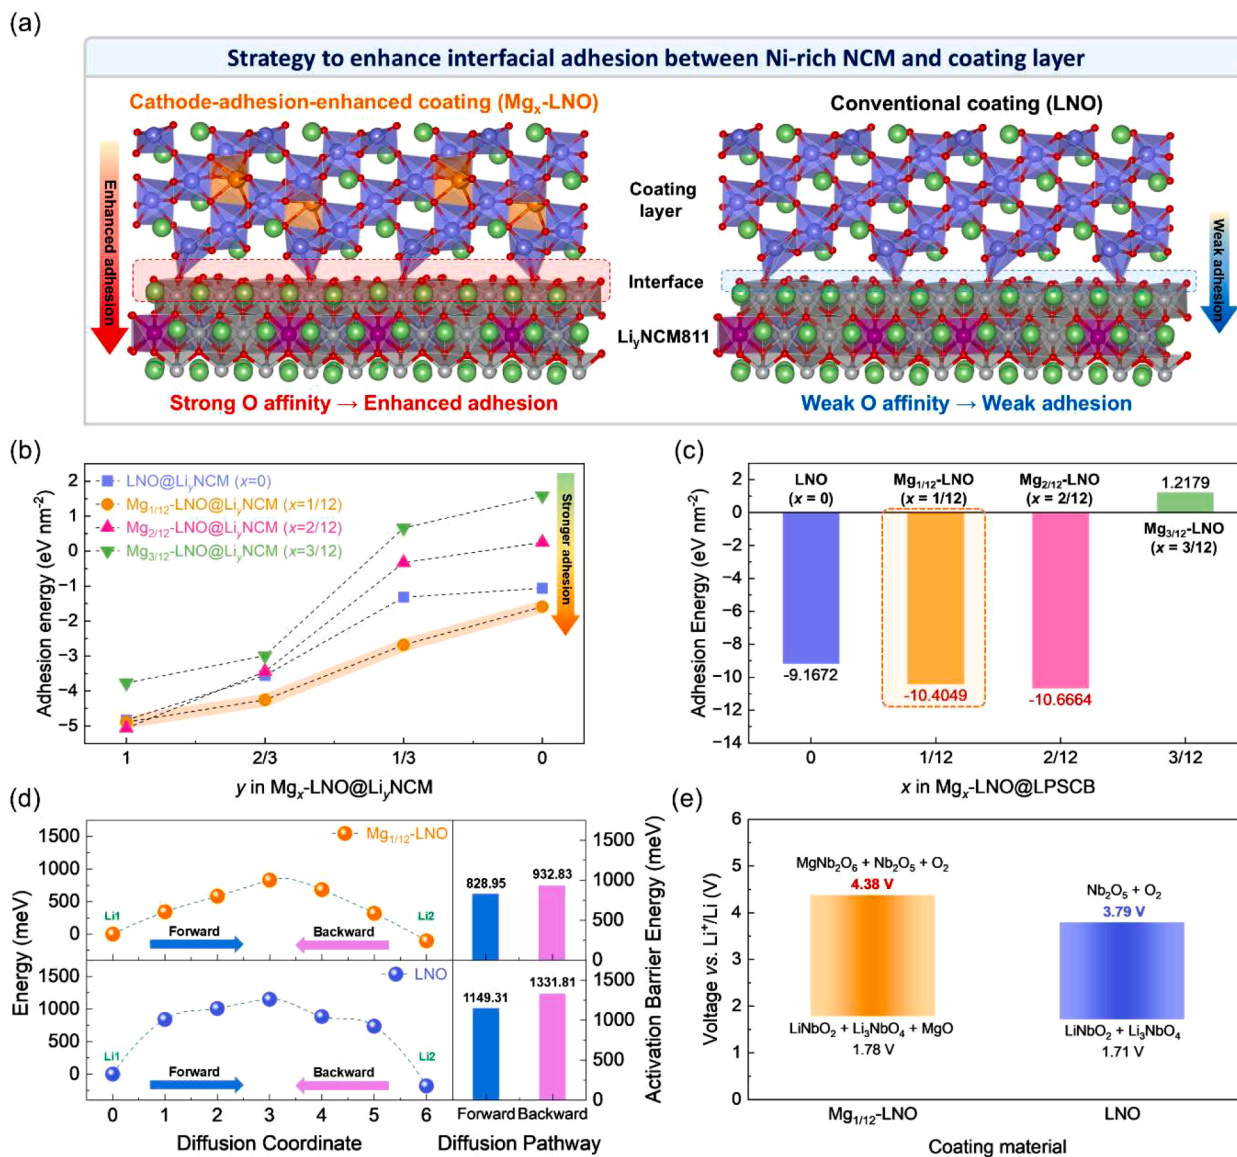 (a)
Strategy to enhance interfacial adhesion between Ni-rich NCM and coating layer
Cathode-adhesion-enhanced coating (Mgₓ-LNO)
Conventional coating (LNO)
Enhanced adhesion
Coating
layer
Interface
LiyNCM811
Weak adhesion
Strong O affinity → Enhanced adhesion
Weak O affinity → Weak adhesion
(b)
Adhesion energy (eV nm⁻²)
2
1
0
−1
−2
−3
−4
−5
LNO@LiyNCM (x=0)
Mg1/12-LNO@LiyNCM (x=1/12)
Mg2/12-LNO@LiyNCM (x=2/12)
Mg3/12-LNO@LiyNCM (x=3/12)
Stronger adhesion
1 2/3 1/3 0
y in Mgₓ-LNO@LiyNCM
(c)
Adhesion Energy (eV nm⁻²)
2
0
−2
−4
−6
−8
−10
−12
−14
LNO
(x = 0)
Mg1/12-LNO
(x = 1/12)
Mg2/12-LNO
(x = 2/12)
1.2179
Mg3/12-LNO
(x = 3/12)
-9.1672
-10.4049
-10.6664
0 1/12 2/12 3/12
x in Mgₓ-LNO@LPSCB
(d)
Energy (meV)
1500
1000
500
0
Mg1/12-LNO
Li1
Li2
Forward
Backward
828.95
932.83
1500
1000
500
0
1500
1000
500
0
LNO
Li1
Li2
Forward
Backward
1149.31
1331.81
1500
1000
500
0
Activation Barrier Energy (meV)
0 1 2 3 4 5 6
Forward Backward
Diffusion Coordinate
Diffusion Pathway
(e)
Voltage vs. Li⁺/Li (V)
6
5
4
3
2
1
0
MgNb₂O₆ + Nb₂O₅ + O₂
4.38 V
Nb₂O₅ + O₂
3.79 V
LiNbO₂ + Li₃NbO₄ + MgO
1.78 V
LiNbO₂ + Li₃NbO₄
1.71 V
Mg1/12-LNO
LNO
Coating material